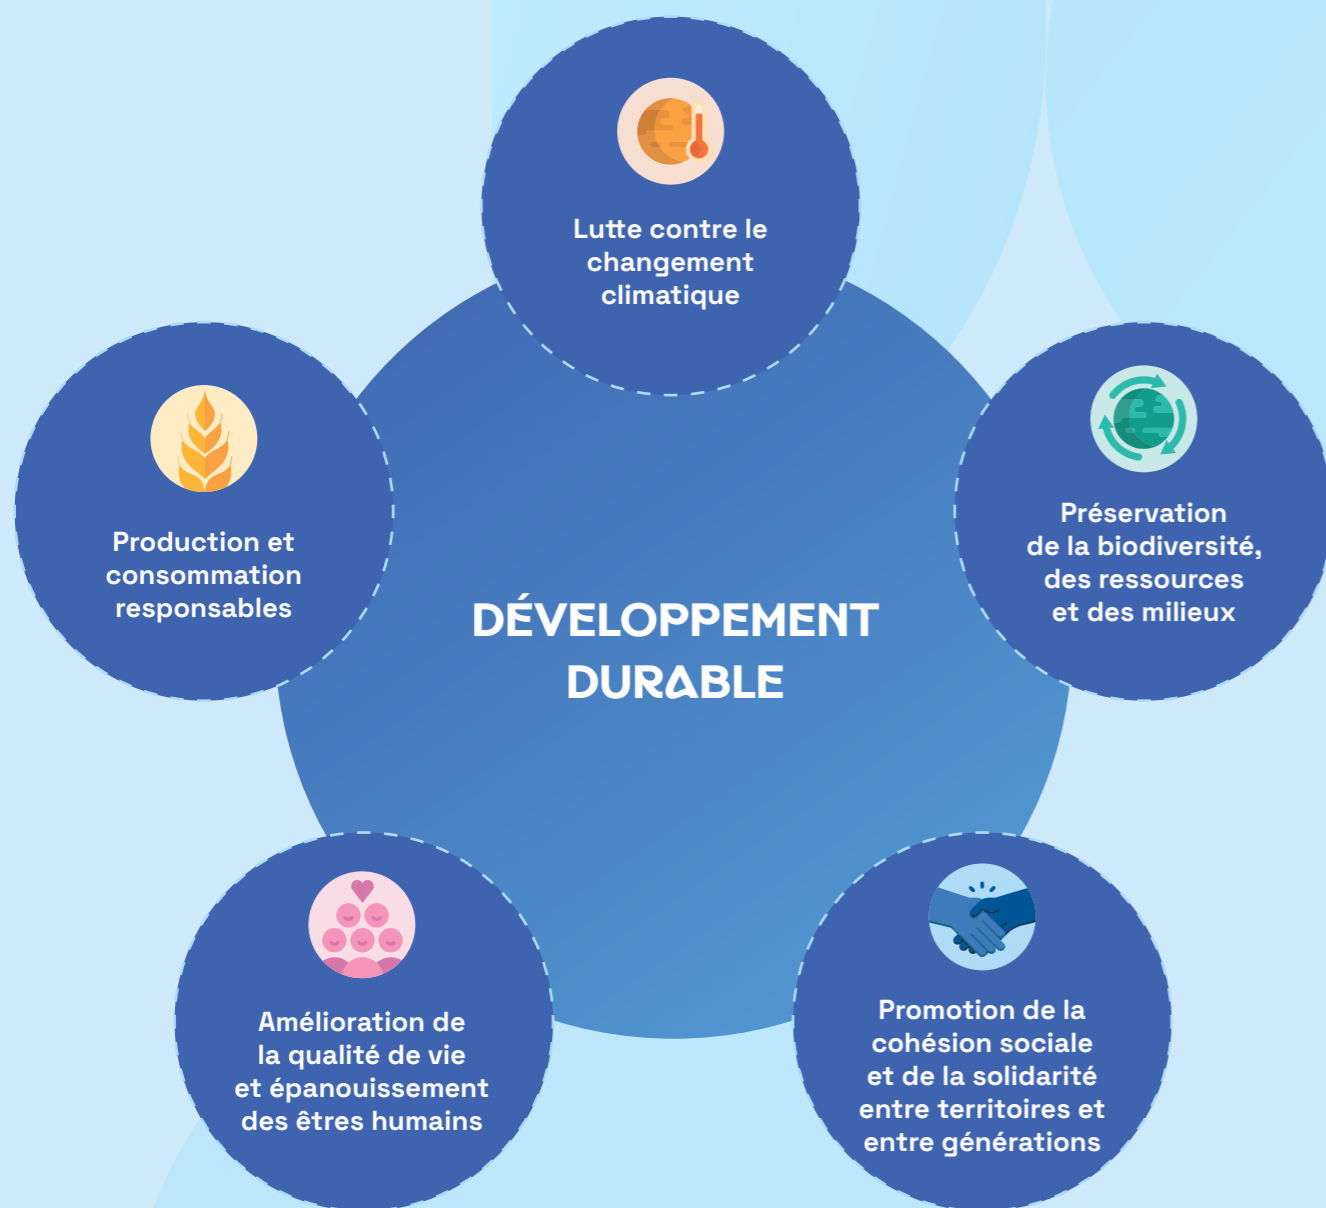 Lutte contre le
changement
climatique
Préservation
de la biodiversité,
des ressources
et des milieux
Production et
consommation
responsables
DÉVELOPPEMENT
DURABLE
Amélioration de
la qualité de vie
et épanouissement
des êtres humains
Promotion de la
cohésion sociale
et de la solidarité
entre territoires et
entre générations